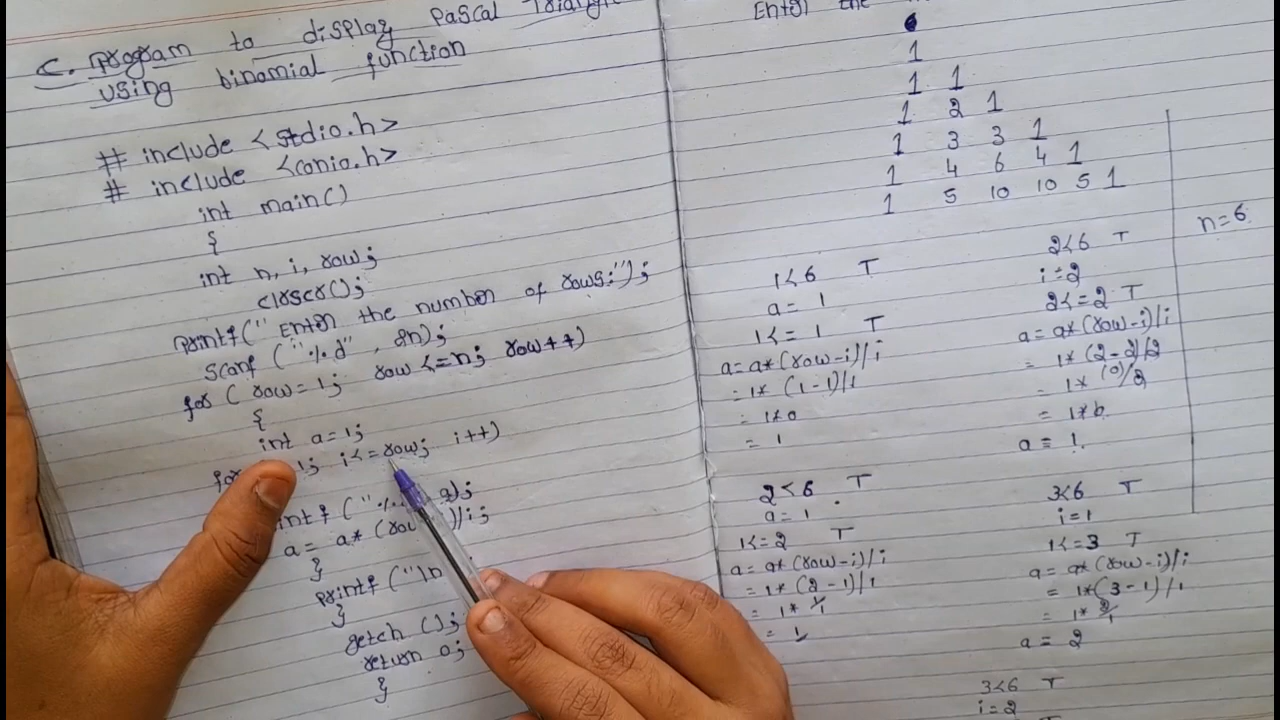 C. program to display pascal Triangle
using binomial function
# include <stdio.h>
# include <conio.h>
int main()
{
int n, i, row;
clrscr();
printf(" Enter the number of rows:");
scanf ("%d", &n);
for ( row=1; row<=n; row++)
{
int a=1;
for 1; i<=row; i++)
intf ("%
a= a* (row )/i;
}
printf ("\n
}
getch ();
return 0;
}
Enter the
1
1 1
1 2 1
1 3 3 1
1 4 6 4 1
1 5 10 10 5 1
n=6
1<6 T
a= 1
1<= 1 T
a=a*(row-i)/i
= 1* (1-1)/1
= 1*0
= 1
2<6 T
a=1
1<=2 T
a= a*(row-i)/i
= 1* (2-1)/1
= 1* 1/1
= 1
2<6 T
i=2
2<=2 T
a=a*(row-i)/i
= 1* (2-2)/2
= 1* (0)/2
= 1*
a= 1.
3<6 T
i=1
1<=3 T
a= a*(row-i)/i
= 1*(3-1)/1
= 1* 2/1
a= 2
3<6 T
i=2